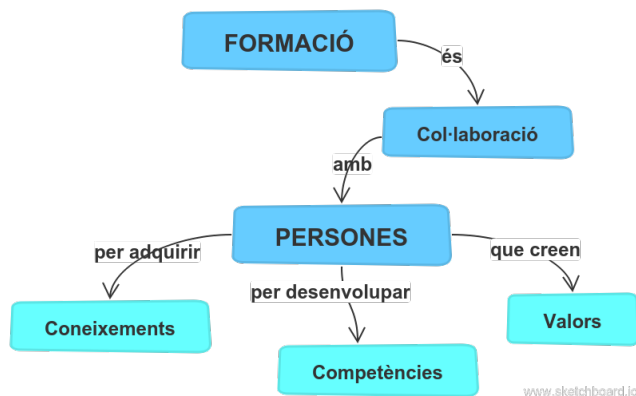 FORMACIÓ
és
Col·laboració
amb
PERSONES
per adquirir
que creen
per desenvolupar
Coneixements
Valors
Competències
www.sketchboard.io